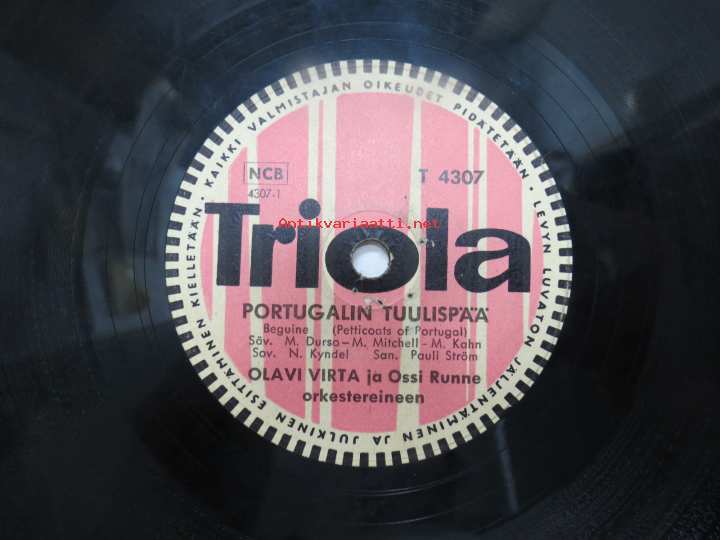 KAIKKI VALMISTAJAN OIKEUDET PIDÄTETÄÄN · LEVYN LUVATON JÄLJENTÄMINEN JA JULKINEN ESITTÄMINEN KIELLETÄÄN ·
NCB
T 4307
4307-1
Antikvariaatti.net
Triola
PORTUGALIN TUULISPÄÄ
Beguine (Petticoats of Portugal)
Säv. M. Durso - M. Mitchell - M. Kahn
Sov. N. Kyndel San. Pauli Ström
OLAVI VIRTA ja Ossi Runne
orkestereineen